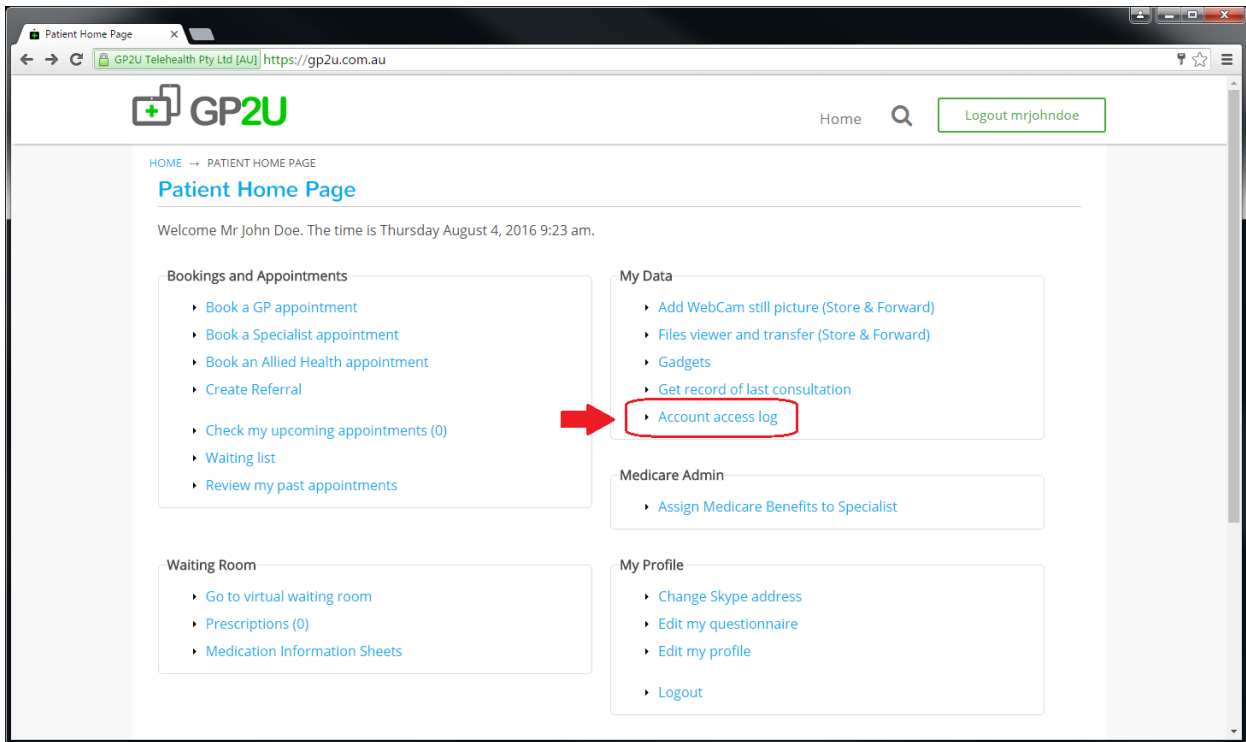 Patient Home Page
GP2U Telehealth Pty Ltd [AU] https://gp2u.com.au
GP2U
Home
Logout mrjohndoe
HOME → PATIENT HOME PAGE
Patient Home Page
Welcome Mr John Doe. The time is Thursday August 4, 2016 9:23 am.
Bookings and Appointments
Book a GP appointment
Book a Specialist appointment
Book an Allied Health appointment
Create Referral
Check my upcoming appointments (0)
Waiting list
Review my past appointments
My Data
Add WebCam still picture (Store & Forward)
Files viewer and transfer (Store & Forward)
Gadgets
Get record of last consultation
Account access log
Medicare Admin
Assign Medicare Benefits to Specialist
Waiting Room
Go to virtual waiting room
Prescriptions (0)
Medication Information Sheets
My Profile
Change Skype address
Edit my questionnaire
Edit my profile
Logout